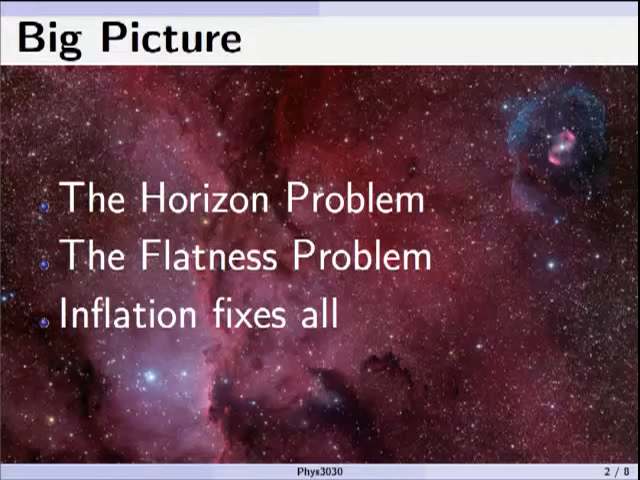 Big Picture
The Horizon Problem
The Flatness Problem
Inflation fixes all
Phys3030
2 / 8